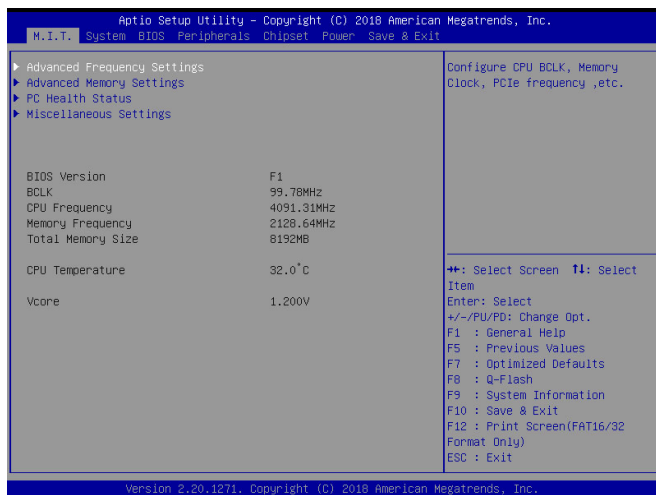 Aptio Setup Utility – Copyright (C) 2018 American Megatrends, Inc.
M.I.T. System BIOS Peripherals Chipset Power Save & Exit
Advanced Frequency Settings
Advanced Memory Settings
PC Health Status
Miscellaneous Settings
BIOS Version F1
BCLK 99.78MHz
CPU Frequency 4091.31MHz
Memory Frequency 2128.64MHz
Total Memory Size 8192MB
CPU Temperature 32.0°C
Vcore 1.200V
Configure CPU BCLK, Memory
Clock, PCIe frequency ,etc.
→←: Select Screen ↑↓: Select
Item
Enter: Select
+/-/PU/PD: Change Opt.
F1 : General Help
F5 : Previous Values
F7 : Optimized Defaults
F8 : Q-Flash
F9 : System Information
F10 : Save & Exit
F12 : Print Screen(FAT16/32
Format Only)
ESC : Exit
Version 2.20.1271. Copyright (C) 2018 American Megatrends, Inc.